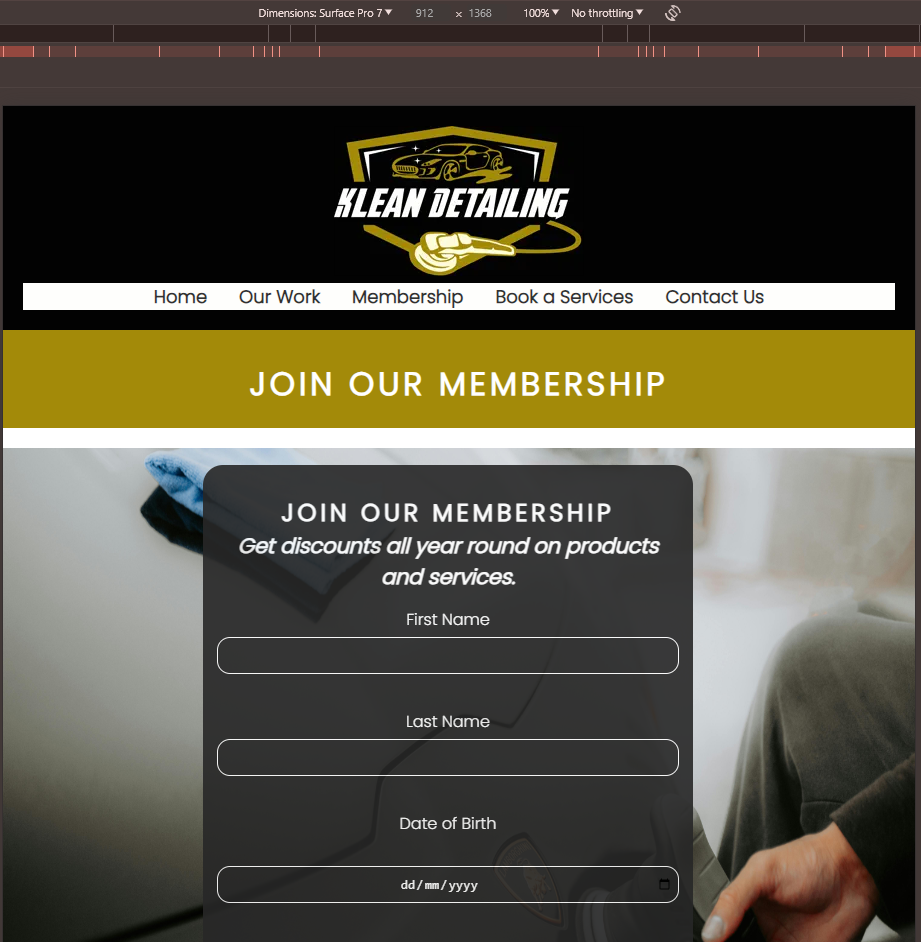 Dimensions: Surface Pro 7 912 × 1368 100% No throttling
KLEAN DETAILING
Home Our Work Membership Book a Services Contact Us
JOIN OUR MEMBERSHIP
JOIN OUR MEMBERSHIP
Get discounts all year round on products
and services.
First Name
Last Name
Date of Birth
dd/mm/yyyy